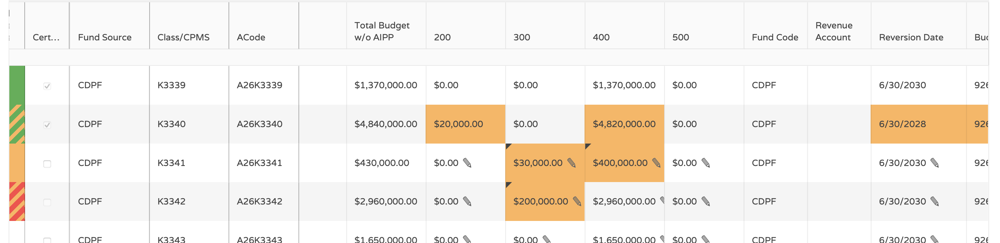 Cert... Fund Source Class/CPMS ACode Total Budget w/o AIPP 200 300 400 500 Fund Code Revenue Account Reversion Date
CDPF K3339 A26K3339 $1,370,000.00 $0.00 $0.00 $1,370,000.00 $0.00 CDPF 6/30/2030
CDPF K3340 A26K3340 $4,840,000.00 $20,000.00 $0.00 $4,820,000.00 $0.00 CDPF 6/30/2028
CDPF K3341 A26K3341 $430,000.00 $0.00 $30,000.00 $400,000.00 $0.00 CDPF 6/30/2030
CDPF K3342 A26K3342 $2,960,000.00 $0.00 $200,000.00 $2,960,000.00 $0.00 CDPF 6/30/2030
CDPF K3343 A26K3343 $1,650,000.00 $0.00 $0.00 $1,650,000.00 $0.00 CDPF 6/30/2030